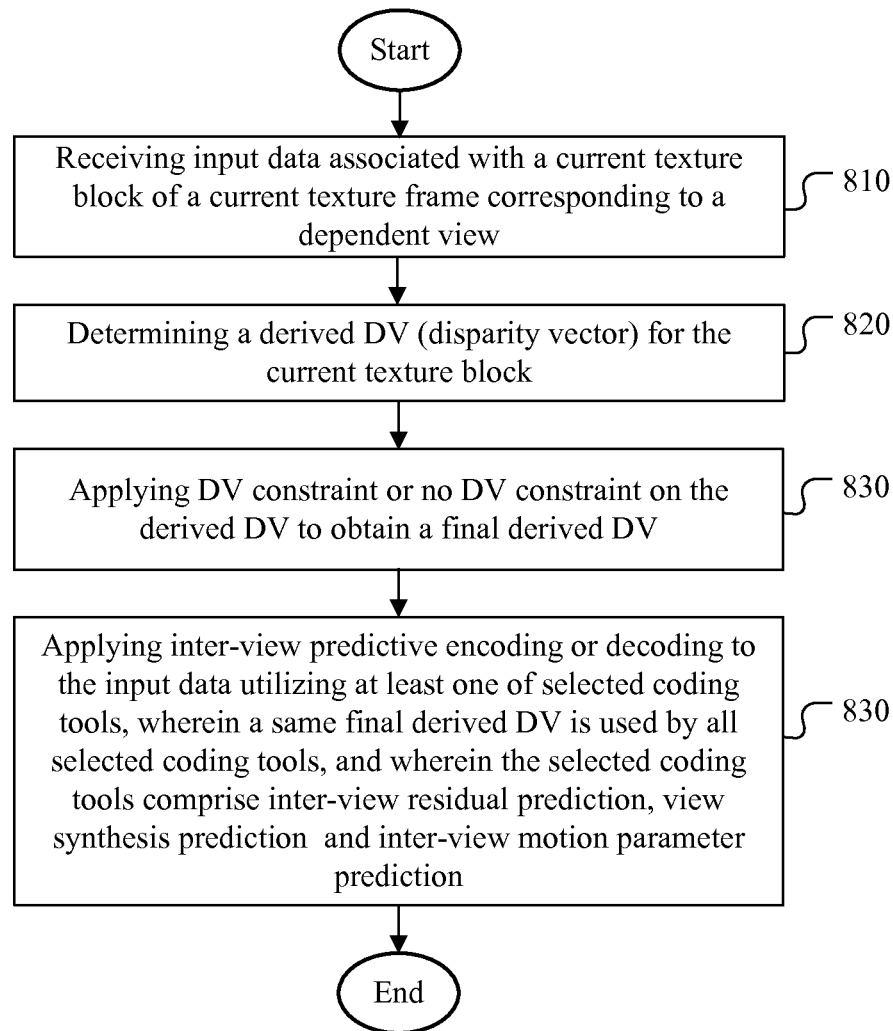 Start
Receiving input data associated with a current texture
block of a current texture frame corresponding to a
dependent view
810
Determining a derived DV (disparity vector) for the
current texture block
820
Applying DV constraint or no DV constraint on the
derived DV to obtain a final derived DV
830
Applying inter-view predictive encoding or decoding to
the input data utilizing at least one of selected coding
tools, wherein a same final derived DV is used by all
selected coding tools, and wherein the selected coding
tools comprise inter-view residual prediction, view
synthesis prediction and inter-view motion parameter
prediction
830
End